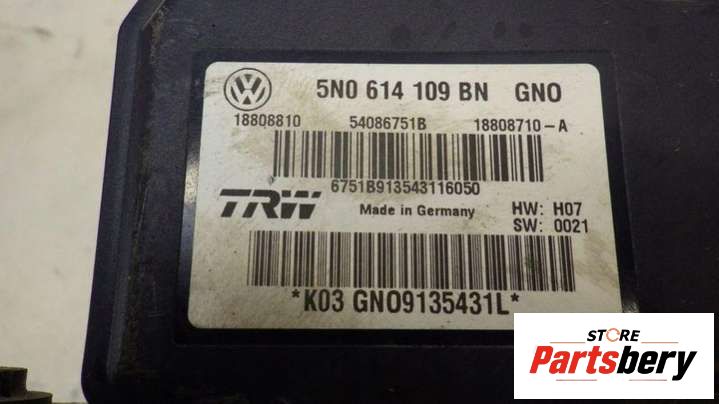 5N0 614 109 BN GNO
18808810 54086751B 18808710-A
6751B913543116050
TRW Made in Germany HW: H07
SW: 0021
*K03 GNO9135431L*
STORE
Partsbery